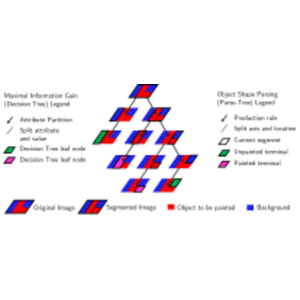 Maximal Information Gain
(Decision Tree) Legend
Attribute Partition
Split attribute
and value
Decision Tree leaf node
Decision Tree leaf node
Object Shape Parsing
(Parse-Tree) Legend
Production rule
Split axis and location
Current segment
Unpainted terminal
Painted terminal
Original Image
Segmented Image
Object to be painted
Background